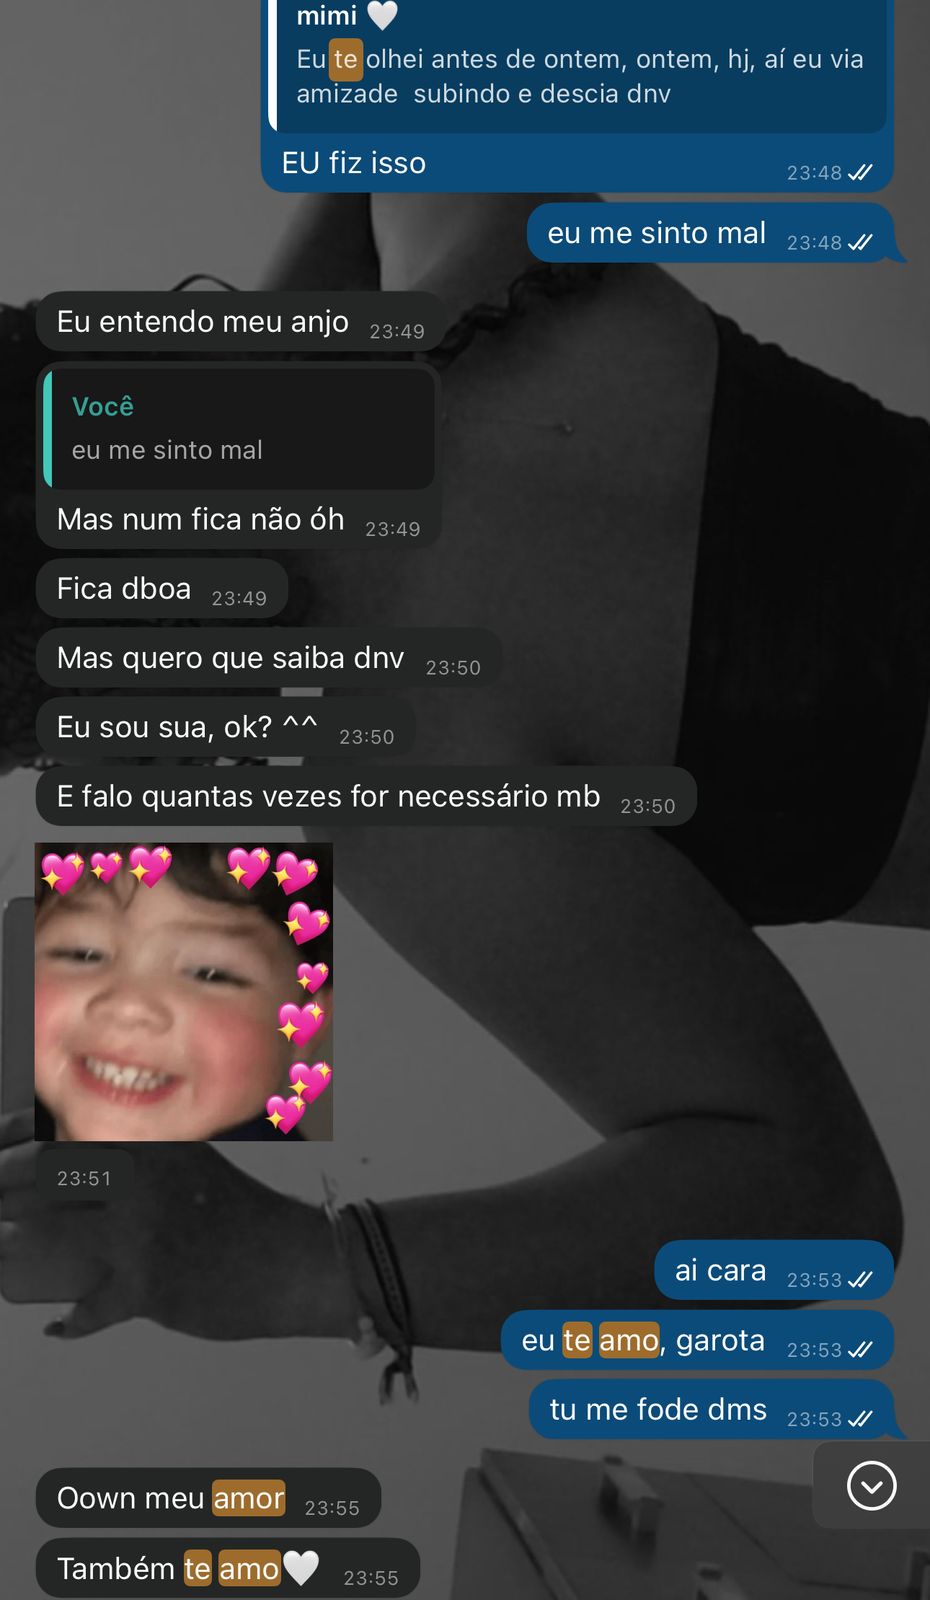 mimi 🤍
Eu te olhei antes de ontem, ontem, hj, aí eu via
amizade subindo e descia dnv
EU fiz isso 23:48
eu me sinto mal 23:48
Eu entendo meu anjo 23:49
Você
eu me sinto mal
Mas num fica não óh 23:49
Fica dboa 23:49
Mas quero que saiba dnv 23:50
Eu sou sua, ok? ^^ 23:50
E falo quantas vezes for necessário mb 23:50
23:51
ai cara 23:53
eu te amo, garota 23:53
tu me fode dms 23:53
Oown meu amor 23:55
Também te amo🤍 23:55